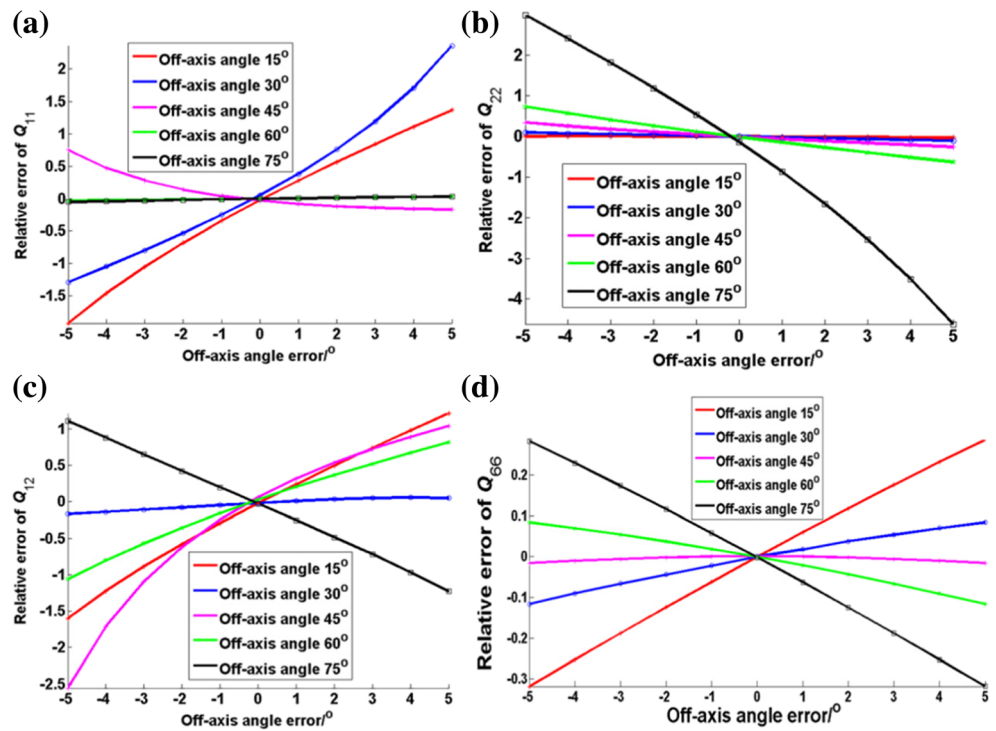 (a)
Relative error of Q11
2
1.5
1
0.5
0
-0.5
-1
-1.5
Off-axis angle 15°
Off-axis angle 30°
Off-axis angle 45°
Off-axis angle 60°
Off-axis angle 75°
-5 -4 -3 -2 -1 0 1 2 3 4 5
Off-axis angle error/°
(b)
Relative error of Q22
2
1
0
-1
-2
-3
-4
Off-axis angle 15°
Off-axis angle 30°
Off-axis angle 45°
Off-axis angle 60°
Off-axis angle 75°
-5 -4 -3 -2 -1 0 1 2 3 4 5
Off-axis angle error/°
(c)
Relative error of Q12
1
0.5
0
-0.5
-1
-1.5
-2
-2.5
Off-axis angle 15°
Off-axis angle 30°
Off-axis angle 45°
Off-axis angle 60°
Off-axis angle 75°
-5 -4 -3 -2 -1 0 1 2 3 4 5
Off-axis angle error/°
(d)
Relative error of Q66
0.2
0.1
0
-0.1
-0.2
-0.3
Off-axis angle 15°
Off-axis angle 30°
Off-axis angle 45°
Off-axis angle 60°
Off-axis angle 75°
-5 -4 -3 -2 -1 0 1 2 3 4 5
Off-axis angle error/°